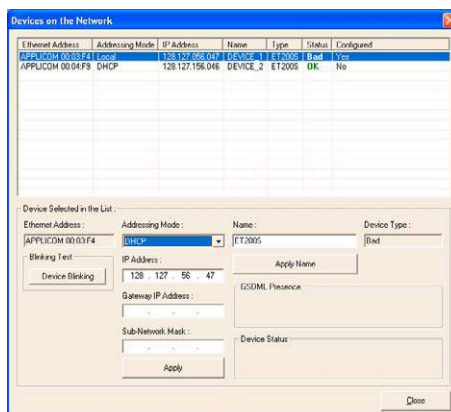 Devices on the Network
Ethernet Address Addressing Mode IP Address Name Type Status Configured
APPLICOM 00:03:F4 Local 128.127.056.047 DEVICE_1 ET200S Bad Yes
APPLICOM 00:04:F9 DHCP 128.127.156.046 DEVICE_2 ET200S OK No
Device Selected in the List :
Ethernet Address : Addressing Mode : Name : Device Type :
APPLICOM 00:03:F4 DHCP ET200S Bad
Blinking Test IP Address : Apply Name
Device Blinking 128 . 127 . 56 . 47
GSDML Presence
Gateway IP Address :
. . .
Sub-Network Mask : Device Status
. . .
Apply
Close